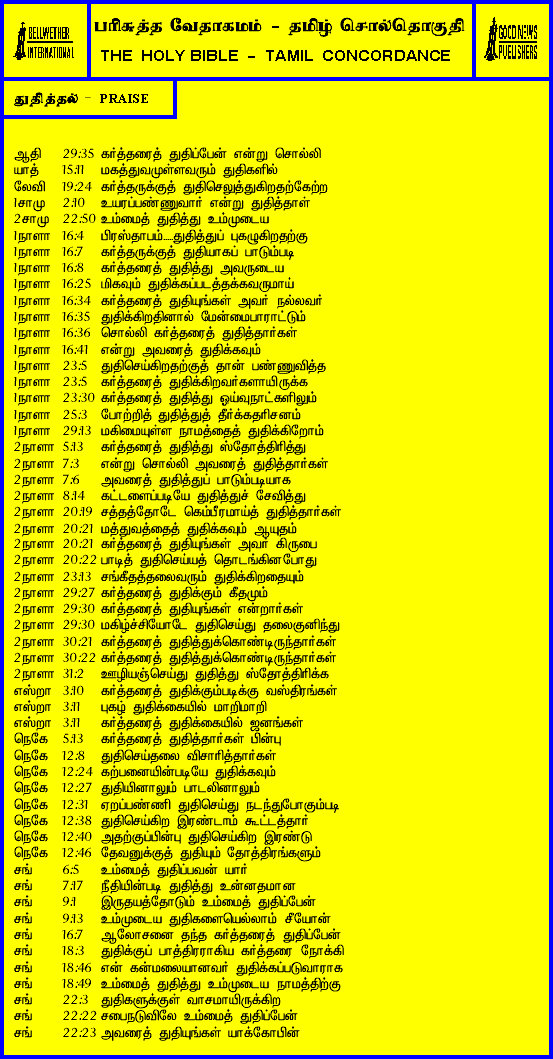 BELLWETHER
INTERNATIONAL
பரிசுத்த வேதாகமம் - தமிழ் சொல்தொகுதி
THE HOLY BIBLE - TAMIL CONCORDANCE
GOOD NEWS
PUBLISHERS
துதித்தல் - PRAISE
ஆதி 29:35 கர்த்தரைத் துதிப்பேன் என்று சொல்லி
யாத் 15:11 மகத்துவமுள்ளவரும் துதிகளில்
லேவி 19:24 கர்த்தருக்குத் துதிசெலுத்துகிறதற்கேற்ற
1சாமு 2:10 உயரப்பண்ணுவார் என்று துதித்தாள்
2சாமு 22:50 உம்மைத் துதித்து உம்முடைய
1நாளா 16:4 பிரஸ்தாபம்....துதித்துப் புகழுகிறதற்கு
1நாளா 16:7 கர்த்தருக்குத் துதியாகப் பாடும்படி
1நாளா 16:8 கர்த்தரைத் துதித்து அவருடைய
1நாளா 16:25 மிகவும் துதிக்கப்படத்தக்கவருமாய்
1நாளா 16:34 கர்த்தரைத் துதியுங்கள் அவர் நல்லவர்
1நாளா 16:35 துதிக்கிறதினால் மேன்மைபாராட்டும்
1நாளா 16:36 சொல்லி கர்த்தரைத் துதித்தார்கள்
1நாளா 16:41 என்று அவரைத் துதிக்கவும்
1நாளா 23:5 துதிசெய்கிறதற்குத் தான் பண்ணுவித்த
1நாளா 23:5 கர்த்தரைத் துதிக்கிறவர்களாயிருக்க
1நாளா 23:30 கர்த்தரைத் துதித்து ஓய்வுநாட்களிலும்
1நாளா 25:3 போற்றித் துதித்துத் தீர்க்கதரிசனம்
1நாளா 29:13 மகிமையுள்ள நாமத்தைத் துதிக்கிறோம்
2நாளா 5:13 கர்த்தரைத் துதித்து ஸ்தோத்திரித்து
2நாளா 7:3 என்று சொல்லி அவரைத் துதித்தார்கள்
2நாளா 7:6 அவரைத் துதித்துப் பாடும்படியாக
2நாளா 8:14 கட்டளைப்படியே துதித்துச் சேவித்து
2நாளா 20:19 சத்தத்தோடே கெம்பீரமாய்த் துதித்தார்கள்
2நாளா 20:21 மத்துவத்தைத் துதிக்கவும் ஆயுதம்
2நாளா 20:21 கர்த்தரைத் துதியுங்கள் அவர் கிருபை
2நாளா 20:22 பாடித் துதிசெய்யத் தொடங்கினபோது
2நாளா 23:13 சங்கீதத்தலைவரும் துதிக்கிறதையும்
2நாளா 29:27 கர்த்தரைத் துதிக்கும் கீதமும்
2நாளா 29:30 கர்த்தரைத் துதியுங்கள் என்றார்கள்
2நாளா 29:30 மகிழ்ச்சியோடே துதிசெய்து தலைகுனிந்து
2நாளா 30:21 கர்த்தரைத் துதித்துக்கொண்டிருந்தார்கள்
2நாளா 30:22 கர்த்தரைத் துதித்துக்கொண்டிருந்தார்கள்
2நாளா 31:2 ஊழியஞ்செய்து துதித்து ஸ்தோத்திரிக்க
எஸ்றா 3:10 கர்த்தரைத் துதிக்கும்படிக்கு வஸ்திரங்கள்
எஸ்றா 3:11 புகழ் துதிக்கையில் மாறிமாறி
எஸ்றா 3:11 கர்த்தரைத் துதிக்கையில் ஜனங்கள்
நெகே 5:13 கர்த்தரைத் துதித்தார்கள் பின்பு
நெகே 12:8 துதிசெய்தலை விசாரித்தார்கள்
நெகே 12:24 கற்பனையின்படியே துதிக்கவும்
நெகே 12:27 துதியினாலும் பாடலினாலும்
நெகே 12:31 ஏறப்பண்ணி துதிசெய்து நடந்துபோகும்படி
நெகே 12:38 துதிசெய்கிற இரண்டாம் கூட்டத்தார்
நெகே 12:40 அதற்குப்பின்பு துதிசெய்கிற இரண்டு
நெகே 12:46 தேவனுக்குத் துதியும் தோத்திரங்களும்
சங் 6:5 உம்மைத் துதிப்பவன் யார்
சங் 7:17 நீதியின்படி துதித்து உன்னதமான
சங் 9:1 இருதயத்தோடும் உம்மைத் துதிப்பேன்
சங் 9:13 உம்முடைய துதிகளையெல்லாம் சீயோன்
சங் 16:7 ஆலோசனை தந்த கர்த்தரைத் துதிப்பேன்
சங் 18:3 துதிக்குப் பாத்திரராகிய கர்த்தரை நோக்கி
சங் 18:46 என் கன்மலையானவர் துதிக்கப்படுவாராக
சங் 18:49 உம்மைத் துதித்து உம்முடைய நாமத்திற்கு
சங் 22:3 துதிகளுக்குள் வாசமாயிருக்கிற
சங் 22:22 சபைநடுவிலே உம்மைத் துதிப்பேன்
சங் 22:23 அவரைத் துதியுங்கள் யாக்கோபின்